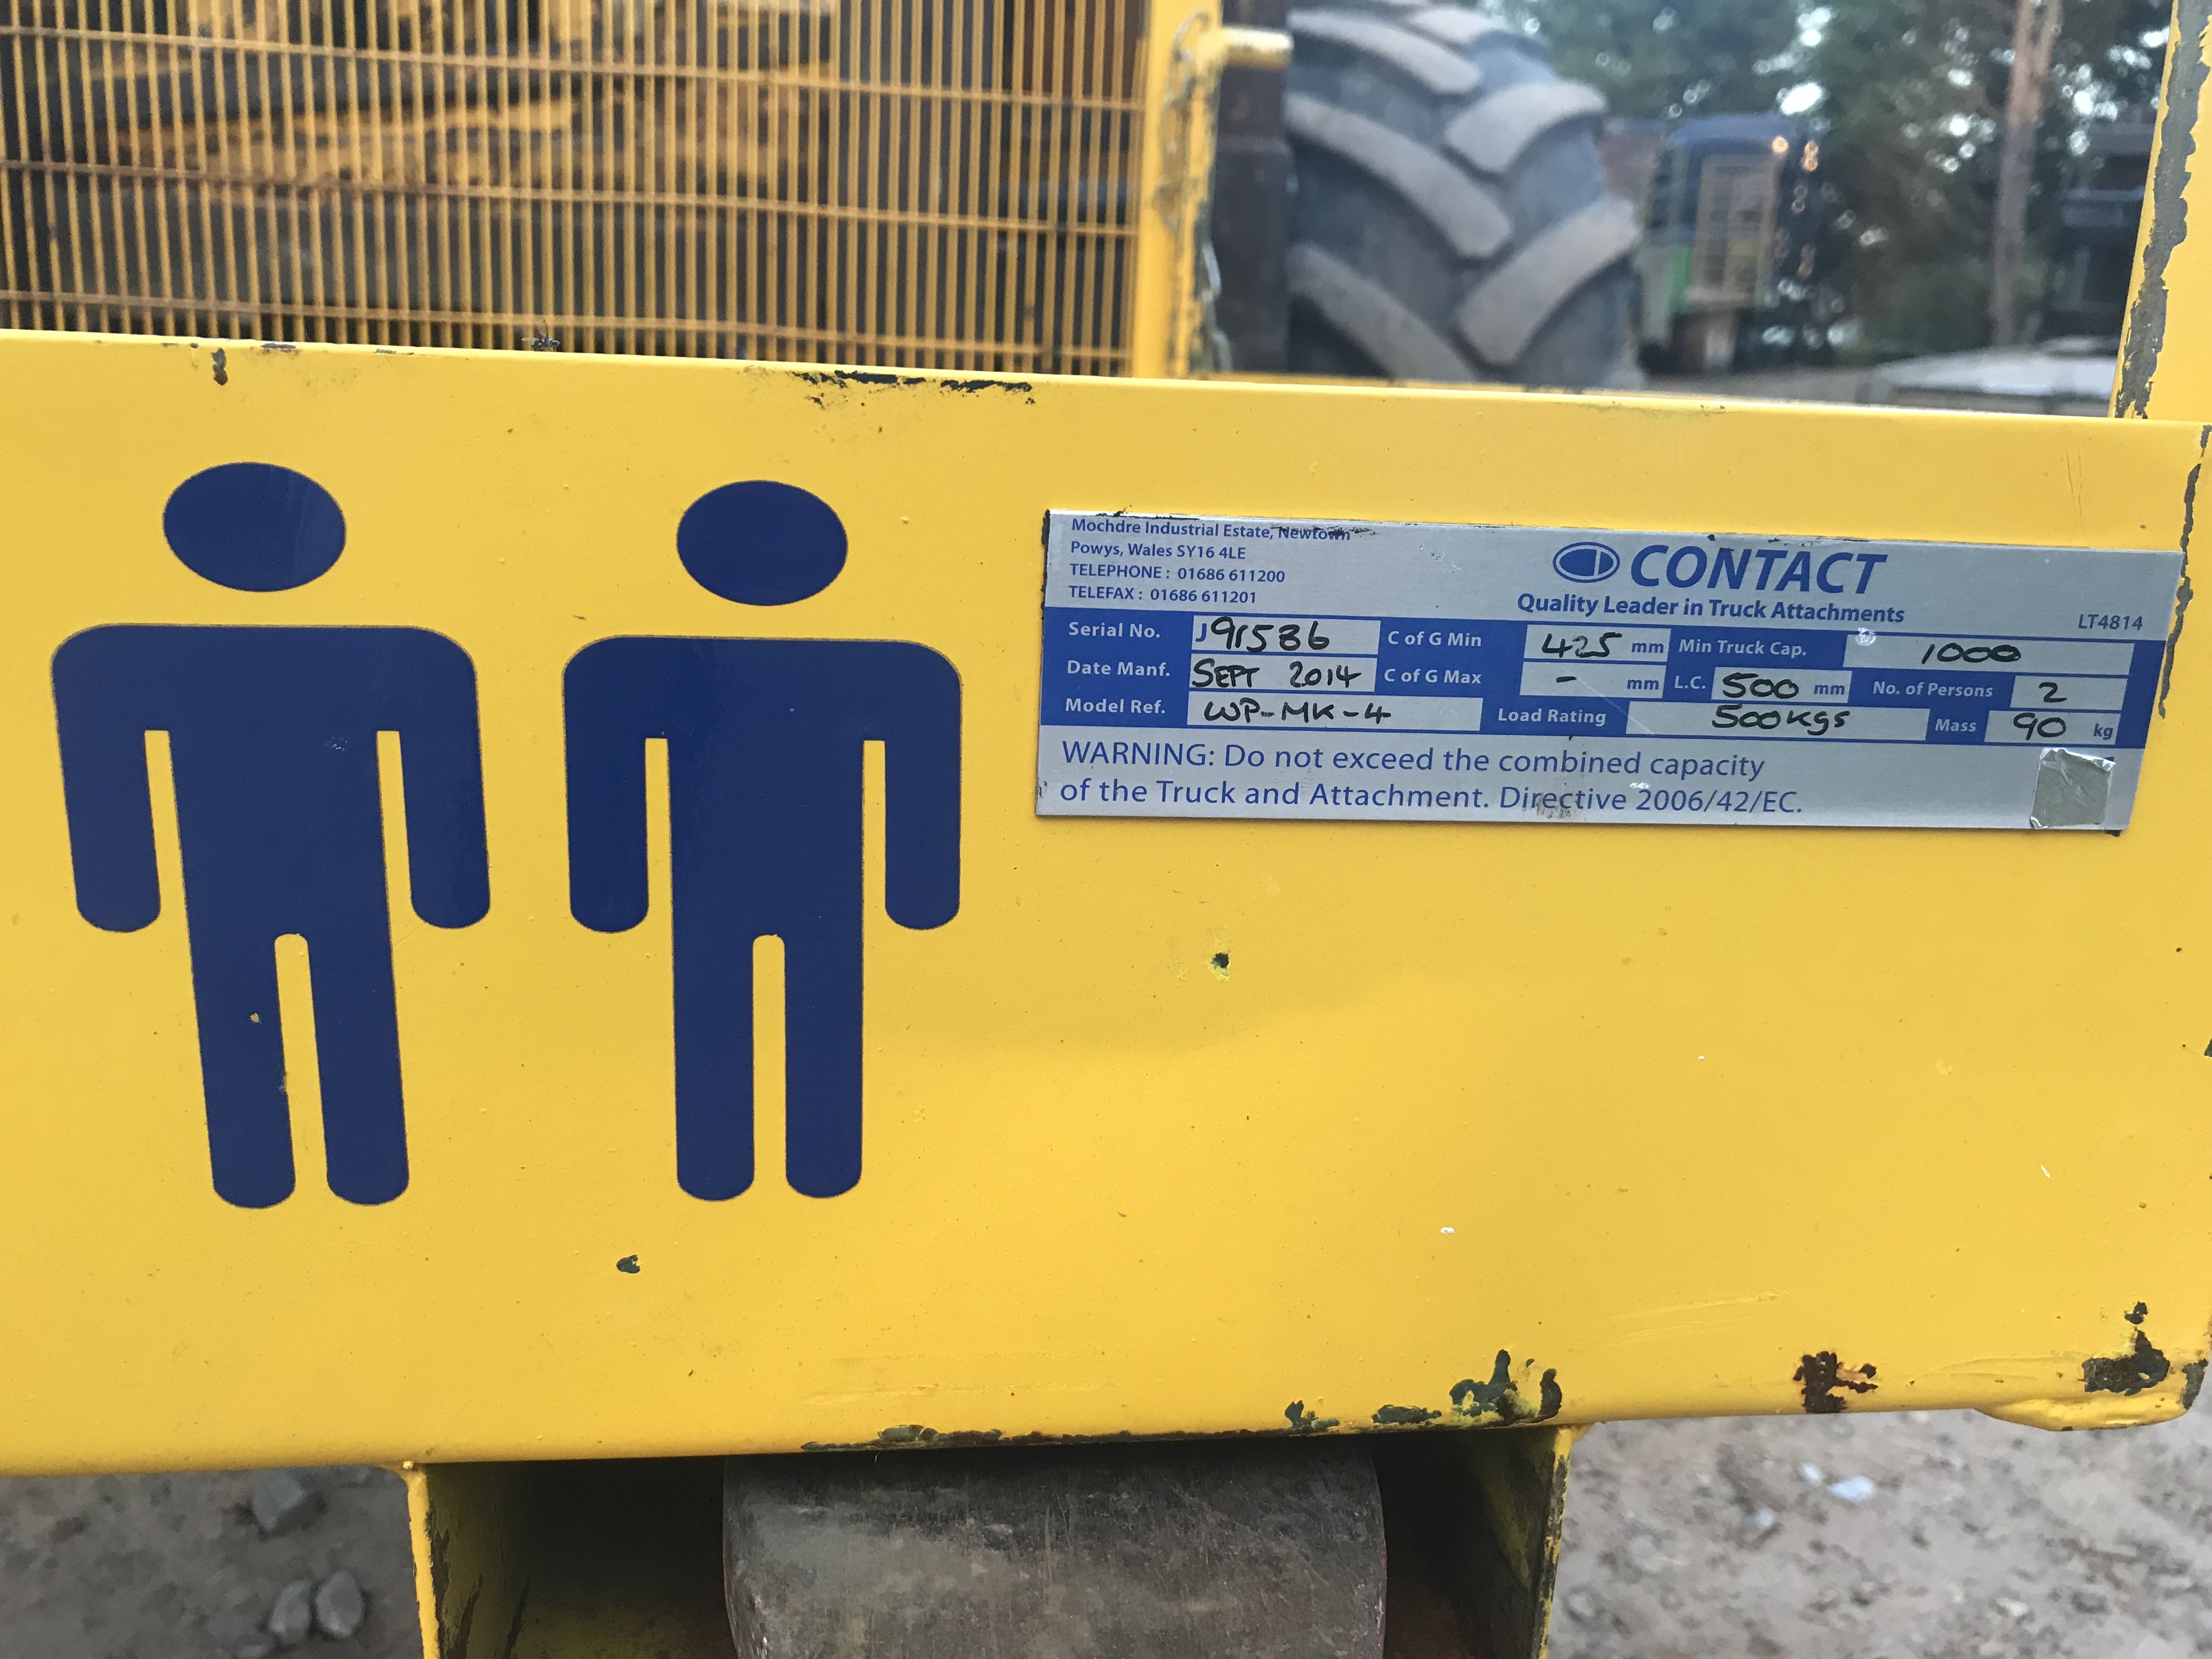 Mochdre Industrial Estate, Newtown
Powys, Wales SY16 4LE
TELEPHONE : 01686 611200
TELEFAX : 01686 611201
CONTACT
Quality Leader in Truck Attachments
LT4814
Serial No. J91586 C of G Min 425 mm Min Truck Cap. 1000
Date Manf. SEPT 2014 C of G Max - mm L.C. 500 mm No. of Persons 2
Model Ref. WP-MK-4 Load Rating 500kgs Mass 90 kg
WARNING: Do not exceed the combined capacity
of the Truck and Attachment. Directive 2006/42/EC.